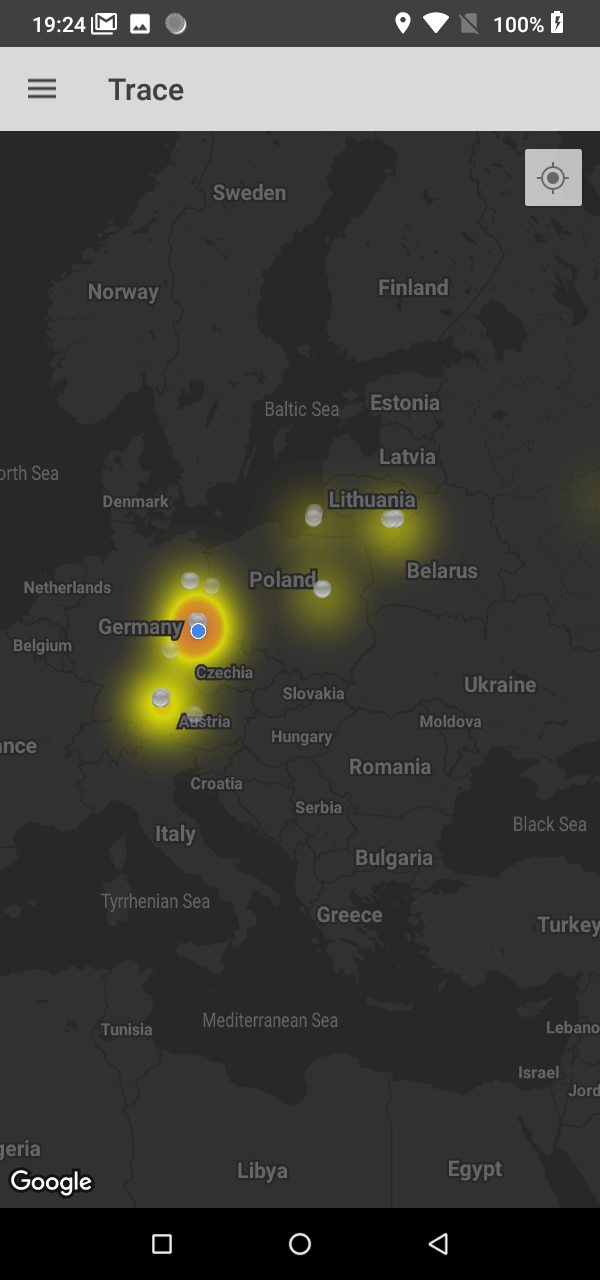 19:24 100%
Trace
Sweden
Norway
Finland
Estonia
Baltic Sea
Latvia
orth Sea
Denmark
Lithuania
Belarus
Poland
Netherlands
Germany
Belgium
Czechia
Slovakia
Ukraine
Austria
Moldova
Hungary
ance
Romania
Croatia
Serbia
Black Sea
Italy
Bulgaria
Tyrrhenian Sea
Greece
Turkey
Mediterranean Sea
Tunisia
Lebano
Israel
Jord
geria
Libya
Egypt
Google